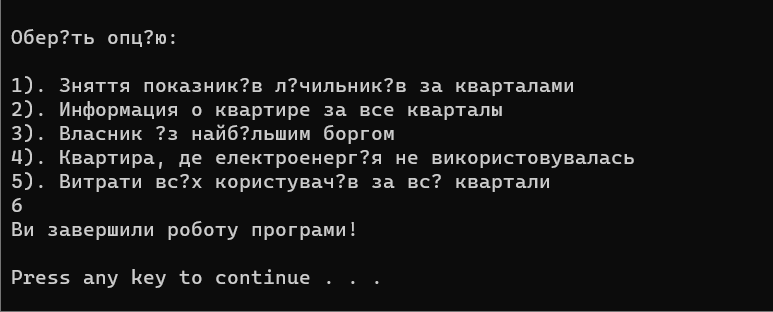 Обер?ть опц?ю:
1). Зняття показник?в л?чильник?в за кварталами
2). Информация о квартире за все кварталы
3). Власник ?з найб?льшим боргом
4). Квартира, де електроенерг?я не використовувалась
5). Витрати вс?х користувач?в за вс? квартали
6
Ви завершили роботу програми!
Press any key to continue . . .